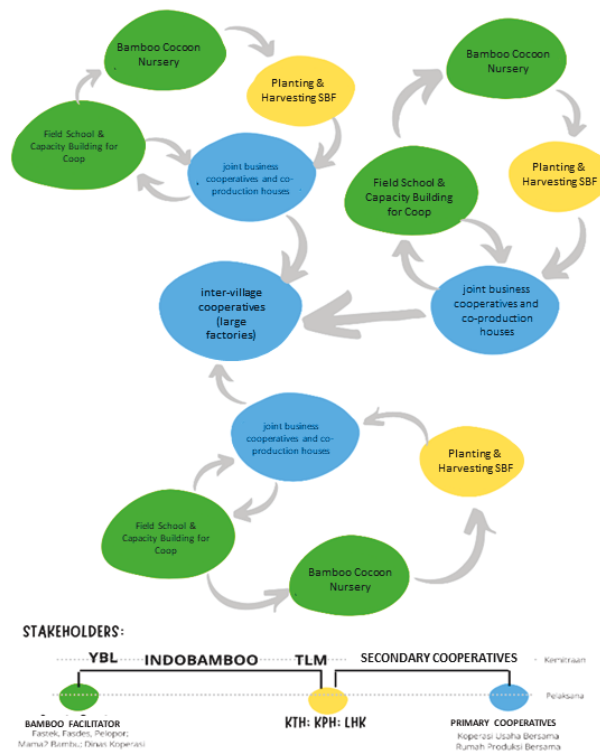 Bamboo Cocoon
Nursery
Planting &
Harvesting SBF
Field School &
Capacity Building for
Coop
joint business
cooperatives and co-
production houses
Bamboo Cocoon
Nursery
Planting &
Harvesting SBF
Field School &
Capacity Building
for Coop
joint business
cooperatives and
co-production
houses
inter-village
cooperatives
(large
factories)
joint business
cooperatives and co-
production houses
Planting &
Harvesting SBF
Field School &
Capacity Building for
Coop
Bamboo Cocoon
Nursery
STAKEHOLDERS:
YBL INDOBAMBOO TLM SECONDARY COOPERATIVES Kemitraan
Pelaksana
BAMBOO FACILITATOR
Fastek, Fasdes, Pelopor;
Mama2 Bambu; Dinas Koperasi
KTH: KPH: LHK
PRIMARY COOPERATIVES
Koperasi Usaha Bersama
Rumah Produksi Bersama